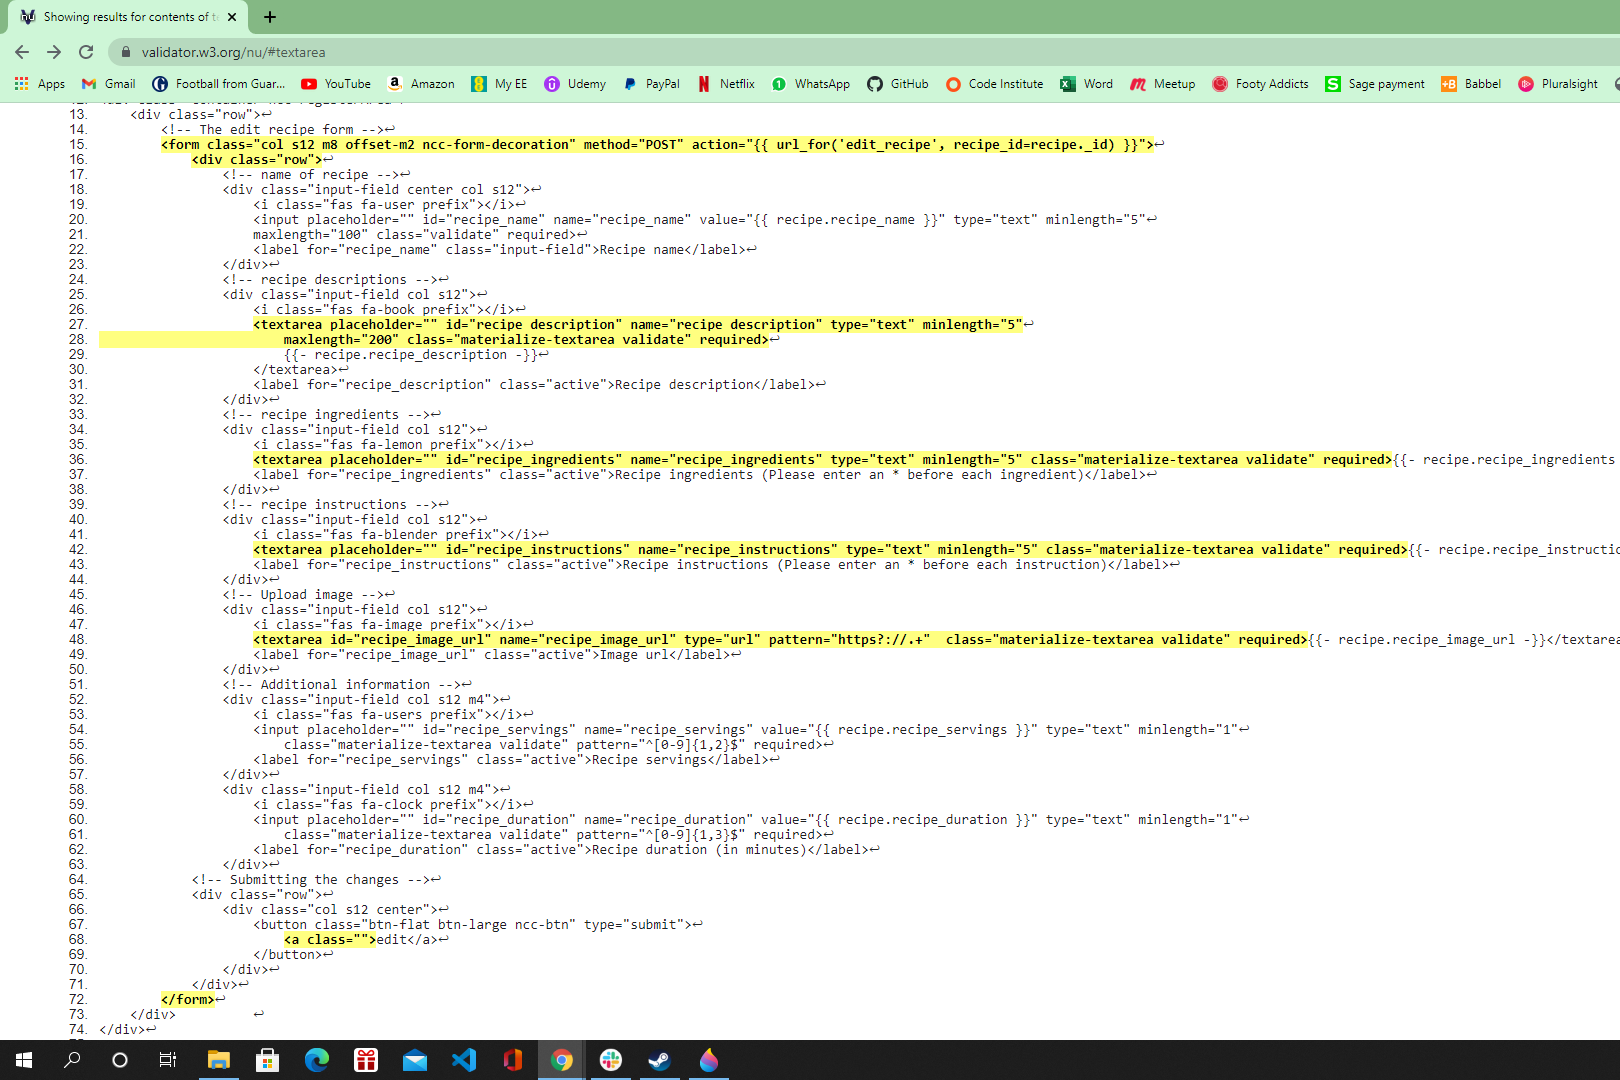 Showing results for contents of t
validator.w3.org/nu/#textarea
Apps Gmail Football from Guar... YouTube Amazon My EE Udemy PayPal Netflix WhatsApp GitHub Code Institute Word Meetup Footy Addicts Sage payment Babbel Pluralsight
13. <div class="row">↩
14. <!-- The edit recipe form -->↩
15. <form class="col s12 m8 offset-m2 ncc-form-decoration" method="POST" action="{{ url_for('edit_recipe', recipe_id=recipe._id) }}">↩
16. <div class="row">↩
17. <!-- name of recipe -->↩
18. <div class="input-field center col s12">↩
19. <i class="fas fa-user prefix"></i>↩
20. <input placeholder="" id="recipe_name" name="recipe_name" value="{{ recipe.recipe_name }}" type="text" minlength="5"↩
21. maxlength="100" class="validate" required>↩
22. <label for="recipe_name" class="input-field">Recipe name</label>↩
23. </div>↩
24. <!-- recipe descriptions -->↩
25. <div class="input-field col s12">↩
26. <i class="fas fa-book prefix"></i>↩
27. <textarea placeholder="" id="recipe_description" name="recipe_description" type="text" minlength="5"↩
28. maxlength="200" class="materialize-textarea validate" required>↩
29. {{- recipe.recipe_description -}}↩
30. </textarea>↩
31. <label for="recipe_description" class="active">Recipe description</label>↩
32. </div>↩
33. <!-- recipe ingredients -->↩
34. <div class="input-field col s12">↩
35. <i class="fas fa-lemon prefix"></i>↩
36. <textarea placeholder="" id="recipe_ingredients" name="recipe_ingredients" type="text" minlength="5" class="materialize-textarea validate" required>{{- recipe.recipe_ingredients
37. <label for="recipe_ingredients" class="active">Recipe ingredients (Please enter an * before each ingredient)</label>↩
38. </div>↩
39. <!-- recipe instructions -->↩
40. <div class="input-field col s12">↩
41. <i class="fas fa-blender prefix"></i>↩
42. <textarea placeholder="" id="recipe_instructions" name="recipe_instructions" type="text" minlength="5" class="materialize-textarea validate" required>{{- recipe.recipe_instructio
43. <label for="recipe_instructions" class="active">Recipe instructions (Please enter an * before each instruction)</label>↩
44. </div>↩
45. <!-- Upload image -->↩
46. <div class="input-field col s12">↩
47. <i class="fas fa-image prefix"></i>↩
48. <textarea id="recipe_image_url" name="recipe_image_url" type="url" pattern="https?://.+"  class="materialize-textarea validate" required>{{- recipe.recipe_image_url -}}</textarea
49. <label for="recipe_image_url" class="active">Image url</label>↩
50. </div>↩
51. <!-- Additional information -->↩
52. <div class="input-field col s12 m4">↩
53. <i class="fas fa-users prefix"></i>↩
54. <input placeholder="" id="recipe_servings" name="recipe_servings" value="{{ recipe.recipe_servings }}" type="text" minlength="1"↩
55. class="materialize-textarea validate" pattern="^[0-9]{1,2}$" required>↩
56. <label for="recipe_servings" class="active">Recipe servings</label>↩
57. </div>↩
58. <div class="input-field col s12 m4">↩
59. <i class="fas fa-clock prefix"></i>↩
60. <input placeholder="" id="recipe_duration" name="recipe_duration" value="{{ recipe.recipe_duration }}" type="text" minlength="1"↩
61. class="materialize-textarea validate" pattern="^[0-9]{1,3}$" required>↩
62. <label for="recipe_duration" class="active">Recipe duration (in minutes)</label>↩
63. </div>↩
64. <!-- Submitting the changes -->↩
65. <div class="row">↩
66. <div class="col s12 center">↩
67. <button class="btn-flat btn-large ncc-btn" type="submit">↩
68. <a class="">edit</a>↩
69. </button>↩
70. </div>↩
71. </div>↩
72. </form>↩
73. </div> ↩
74. </div>↩